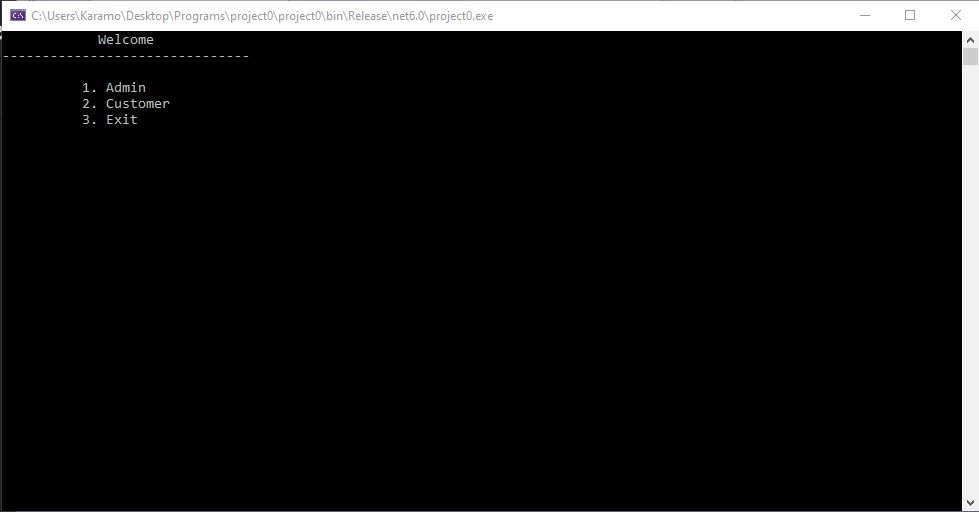 C:\Users\Karamo\Desktop\Programs\project0\project0\bin\Release\net6.0\project0.exe
Welcome
-------------------------------
1. Admin
2. Customer
3. Exit